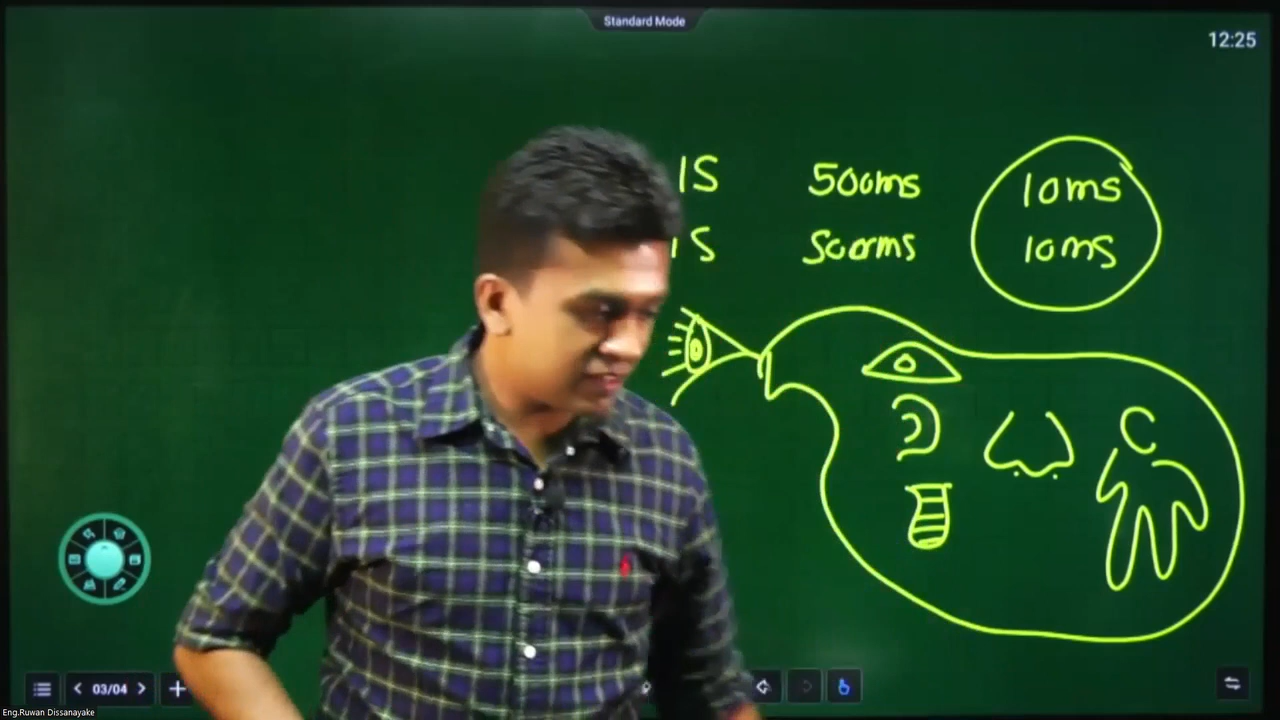 Standard Mode
12:25
1S 500ms 10ms
1S 500ms 10ms
03/04
Eng.Ruwan Dissanayake